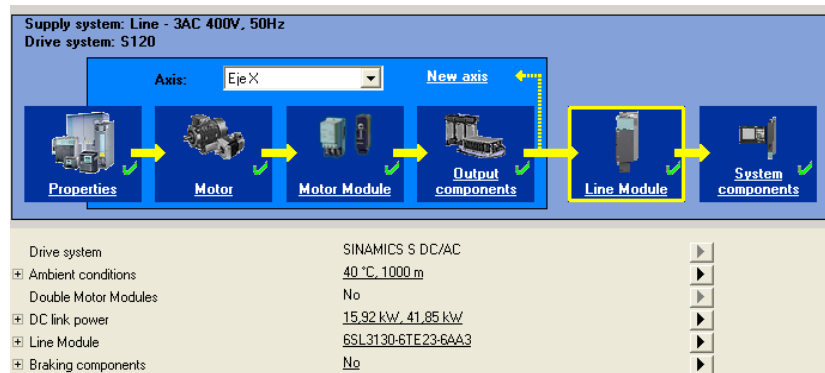 Supply system: Line - 3AC 400V, 50Hz
Drive system: S120
Axis: Eje X New axis
Properties
Motor
Motor Module
Output components
Line Module
System components
Drive system SINAMICS S DC/AC
Ambient conditions 40 °C, 1000 m
Double Motor Modules No
DC link power 15,92 kW, 41,85 kW
Line Module 6SL3130-6TE23-6AA3
Braking components No